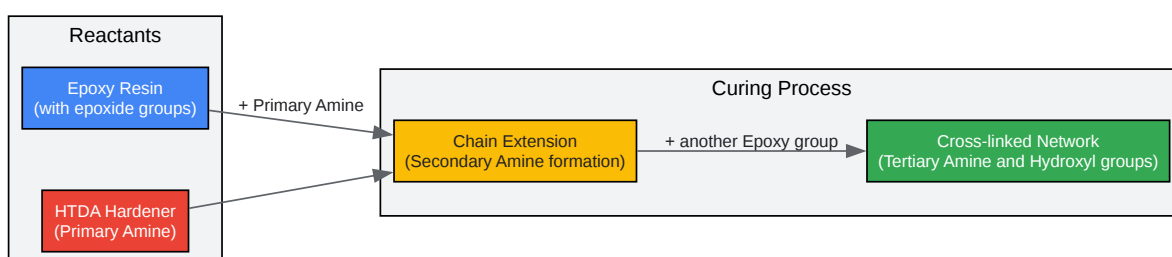 Reactants
Epoxy Resin
(with epoxide groups)
HTDA Hardener
(Primary Amine)
+ Primary Amine
Curing Process
Chain Extension
(Secondary Amine formation)
+ another Epoxy group
Cross-linked Network
(Tertiary Amine and Hydroxyl groups)